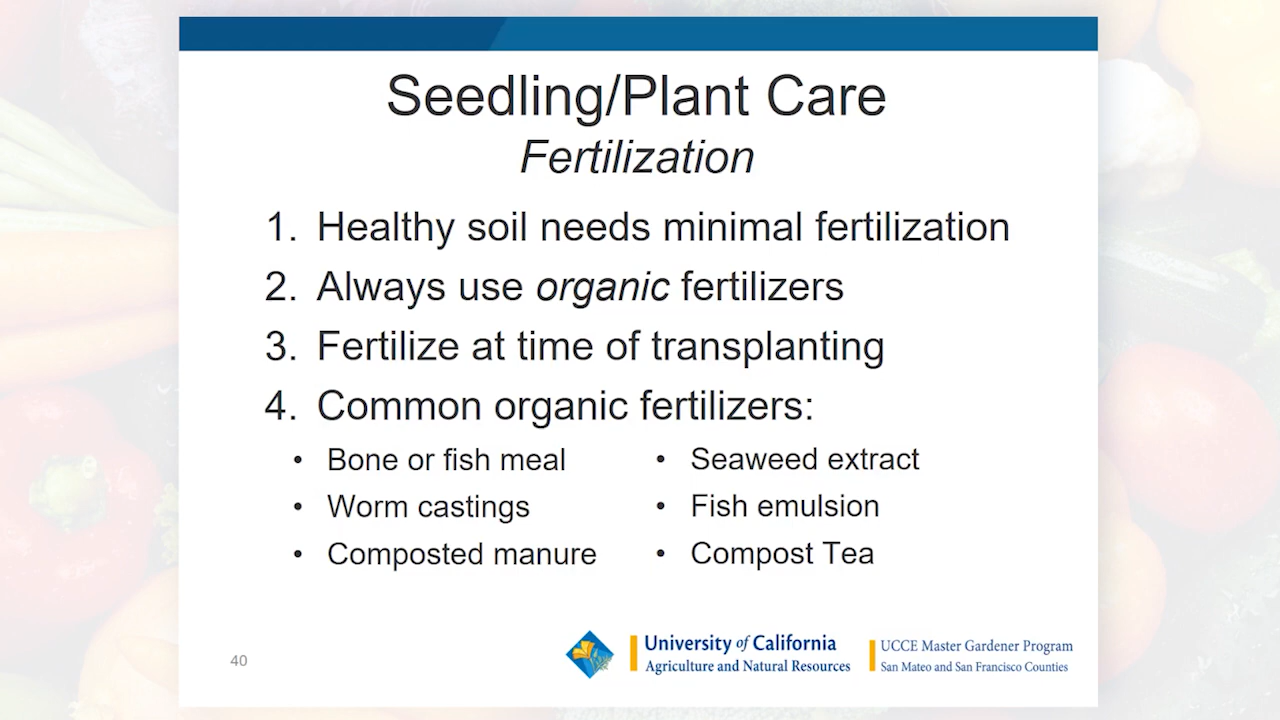 Seedling/Plant Care
Fertilization
1. Healthy soil needs minimal fertilization
2. Always use organic fertilizers
3. Fertilize at time of transplanting
4. Common organic fertilizers:
• Bone or fish meal
• Worm castings
• Composted manure
• Seaweed extract
• Fish emulsion
• Compost Tea
40
University of California
Agriculture and Natural Resources
UCCE Master Gardener Program
San Mateo and San Francisco Counties